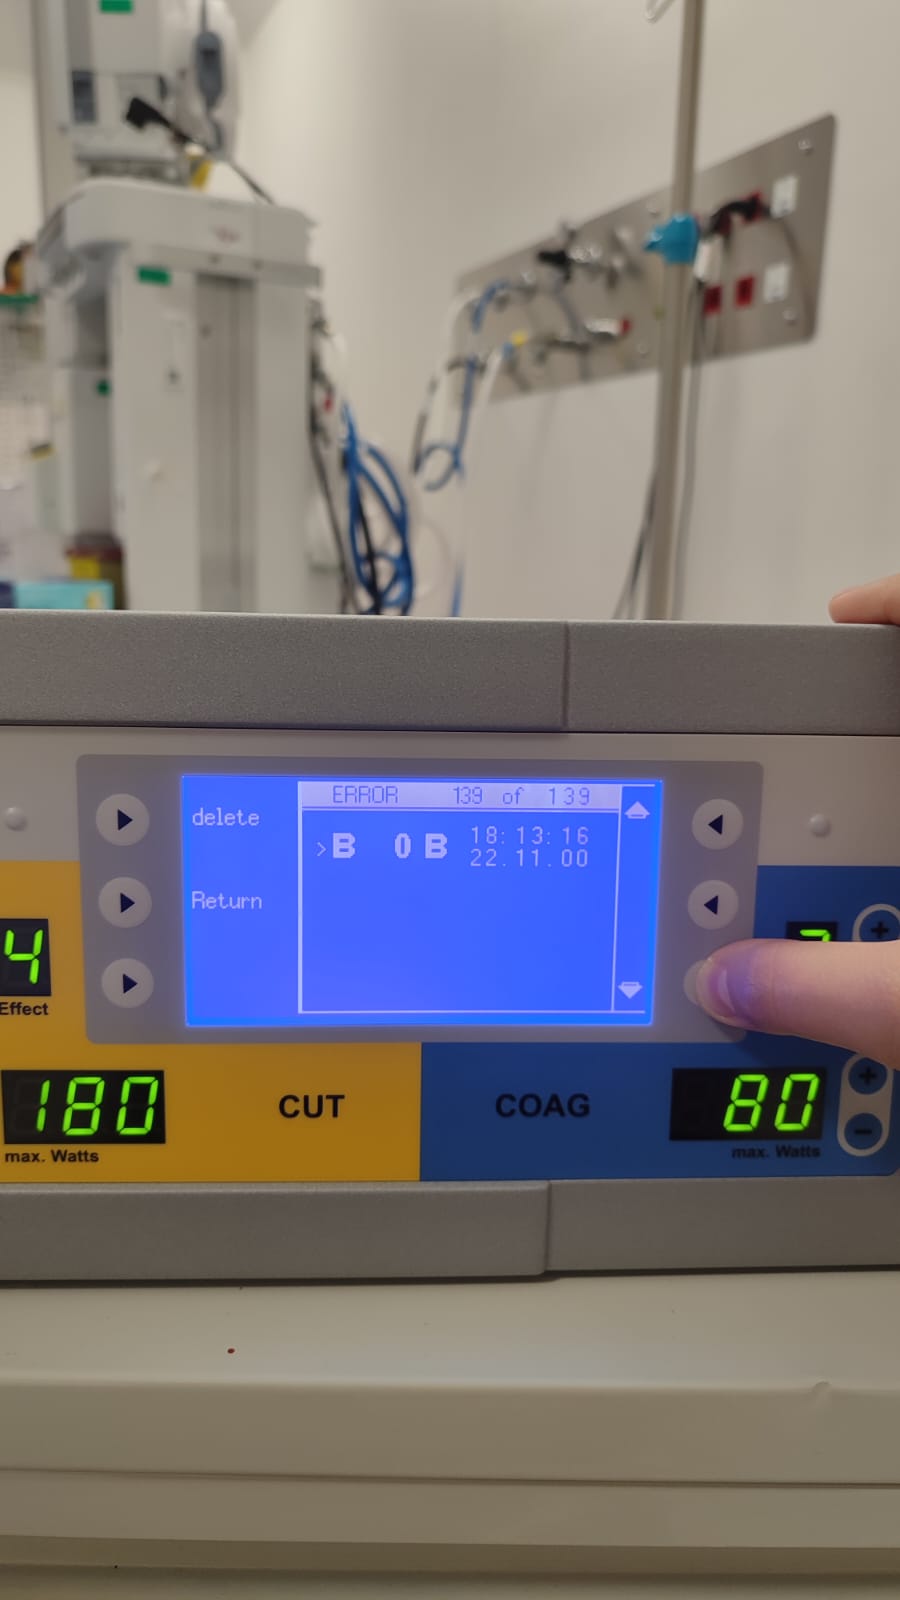 delete
ERROR 139 of 139
>B 0 B 18:13:16
22.11.00
Return
4
Effect
180
CUT
COAG
80
max. Watts
max. Watts